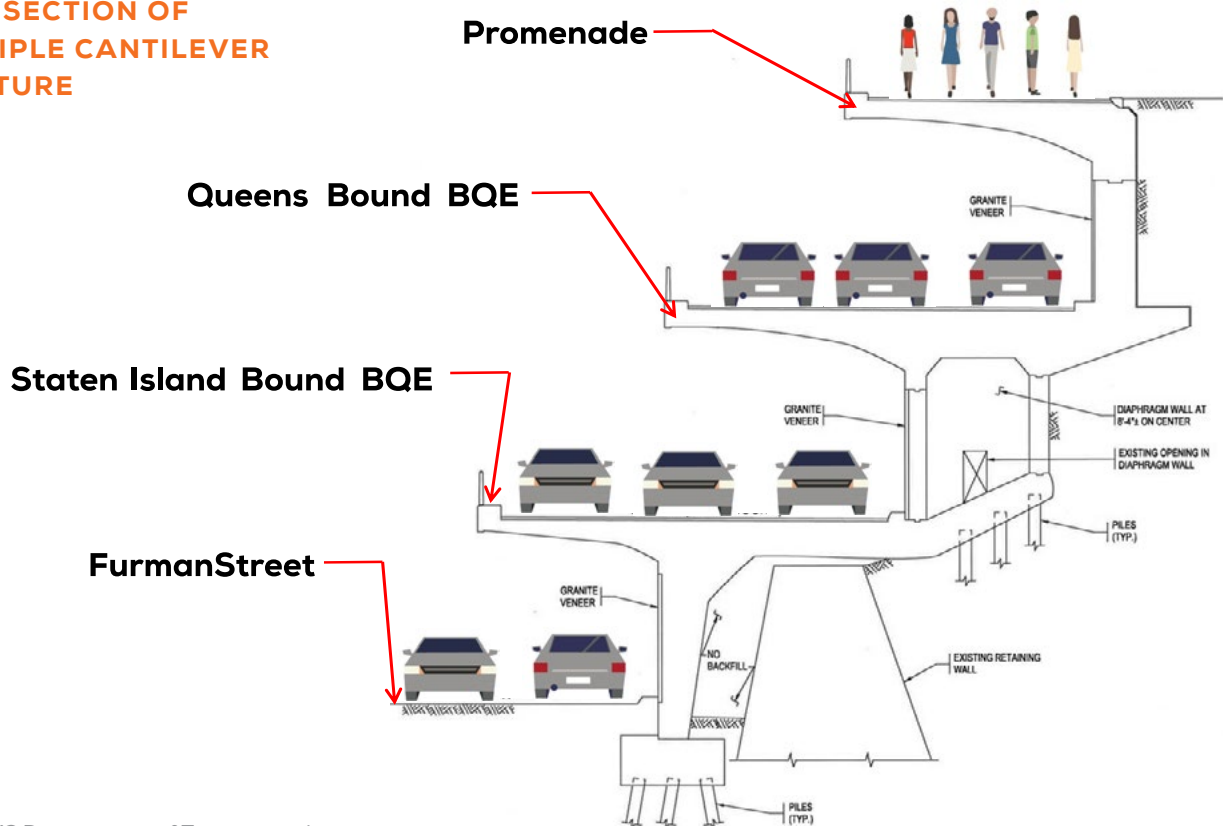 SECTION OF
IPLE CANTILEVER
TURE
Promenade
Queens Bound BQE
GRANITE
VENEER
Staten Island Bound BQE
GRANITE
VENEER
DIAPHRAGM WALL AT
8'-4"± ON CENTER
EXISTING OPENING IN
DIAPHRAGM WALL
PILES
(TYP.)
FurmanStreet
GRANITE
VENEER
NO
BACKFILL
EXISTING RETAINING
WALL
PILES
(TYP.)